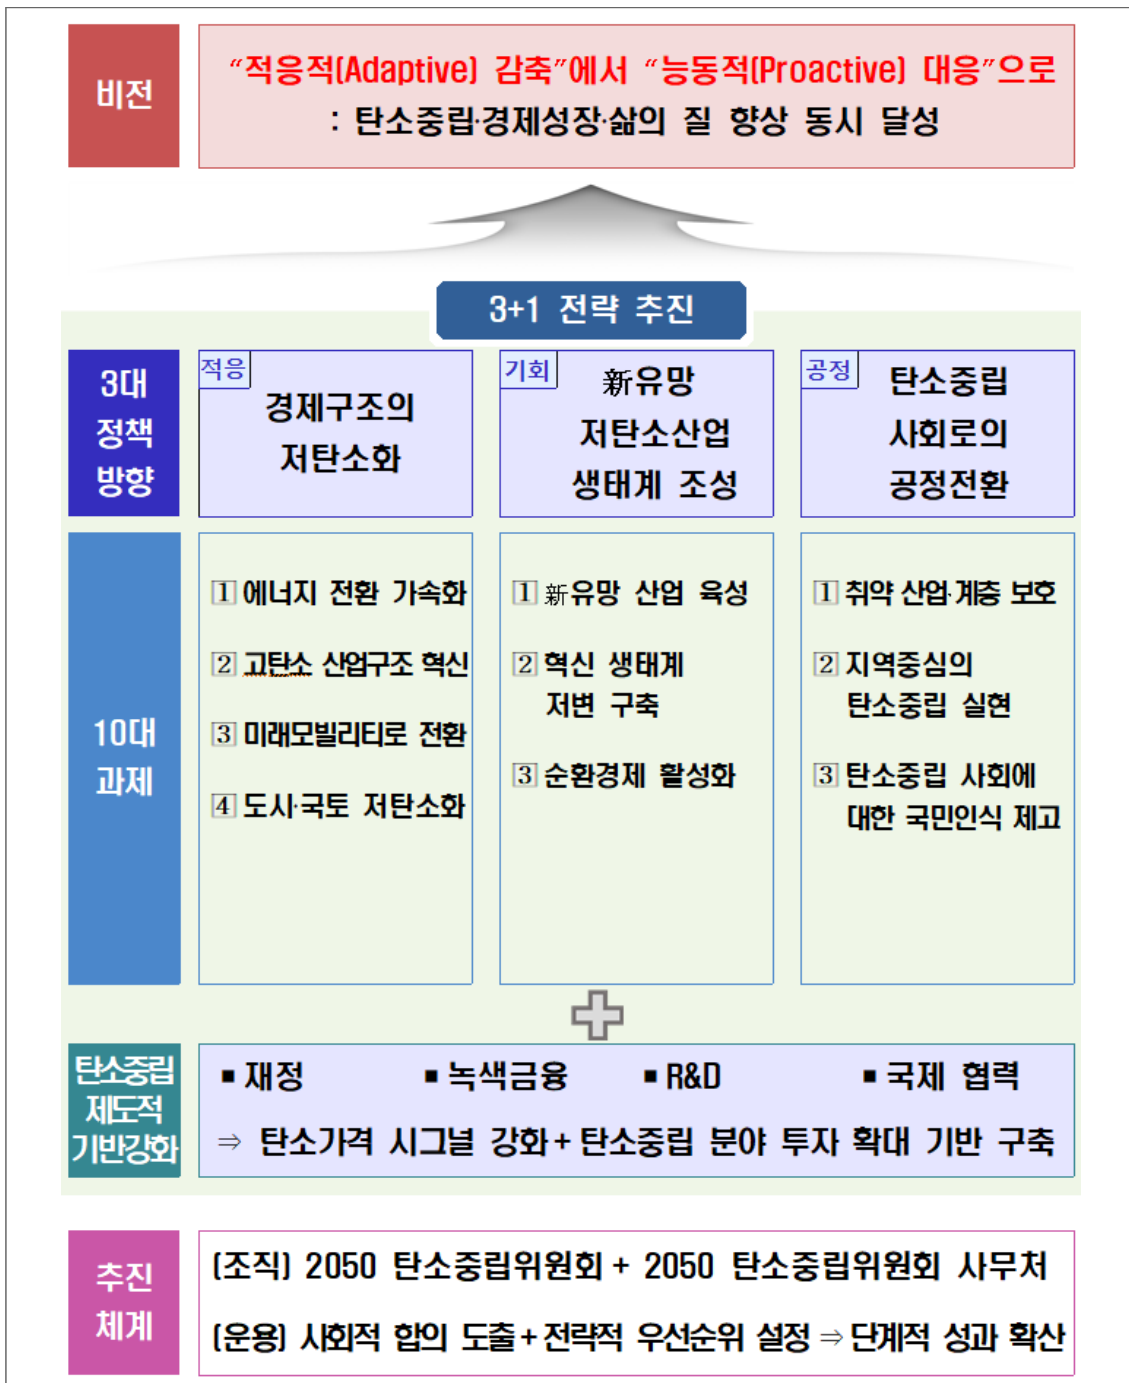 비전
“적응적(Adaptive) 감축”에서 “능동적(Proactive) 대응”으로
: 탄소중립·경제성장·삶의 질 향상 동시 달성
3+1 전략 추진
3대
정책
방향
적응
경제구조의
저탄소화
기회
新유망
저탄소산업
생태계 조성
공정
탄소중립
사회로의
공정전환
10대
과제
1 에너지 전환 가속화
2 고탄소 산업구조 혁신
3 미래모빌리티로 전환
4 도시·국토 저탄소화
1 新유망 산업 육성
2 혁신 생태계
저변 구축
3 순환경제 활성화
1 취약 산업·계층 보호
2 지역중심의
탄소중립 실현
3 탄소중립 사회에
대한 국민인식 제고
탄소중립
제도적
기반강화
▪ 재정 ▪ 녹색금융 ▪ R&D ▪ 국제 협력
⇒ 탄소가격 시그널 강화 + 탄소중립 분야 투자 확대 기반 구축
추진
체계
(조직) 2050 탄소중립위원회 + 2050 탄소중립위원회 사무처
(운용) 사회적 합의 도출 + 전략적 우선순위 설정 ⇒ 단계적 성과 확산